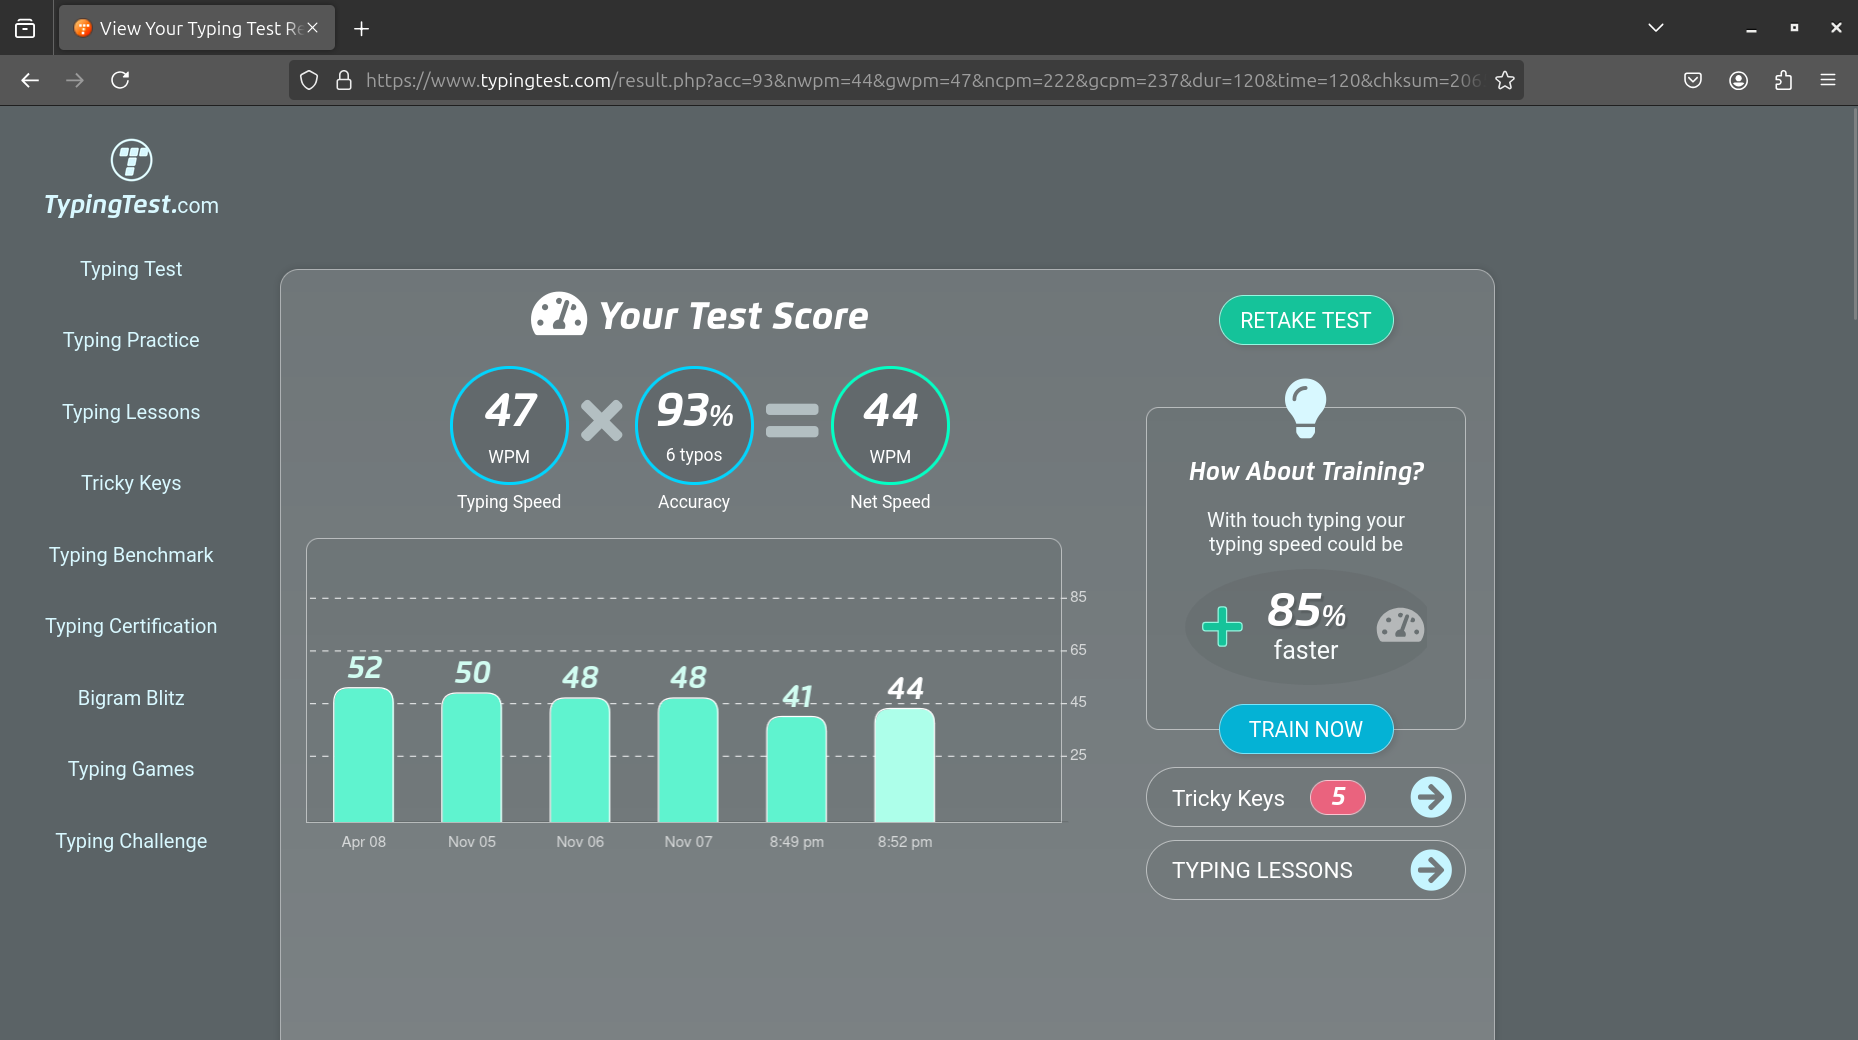 View Your Typing Test Re
https://www.typingtest.com/result.php?acc=93&nwpm=44&gwpm=47&ncpm=222&gcpm=237&dur=120&time=120&chksum=206
TypingTest.com
Typing Test
Typing Practice
Typing Lessons
Tricky Keys
Typing Benchmark
Typing Certification
Bigram Blitz
Typing Games
Typing Challenge
Your Test Score
47
WPM
Typing Speed
93%
6 typos
Accuracy
44
WPM
Net Speed
85
65
45
25
52
50
48
48
41
44
Apr 08
Nov 05
Nov 06
Nov 07
8:49 pm
8:52 pm
RETAKE TEST
How About Training?
With touch typing your
typing speed could be
85%
faster
TRAIN NOW
Tricky Keys 5
TYPING LESSONS